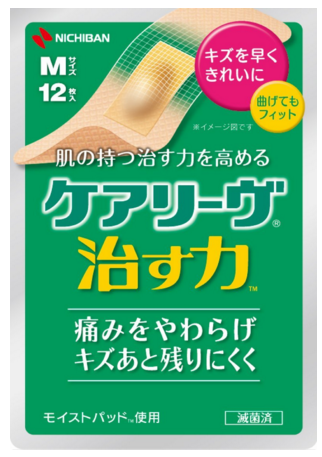 NICHIBAN
Mサイズ
12枚入
キズを早く
きれいに
曲げても
フィット
※イメージ図です
肌の持つ治す力を高める
ケアリーヴ®
治す力™
痛みをやわらげ
キズあと残りにくく
モイストパッド™使用
滅菌済